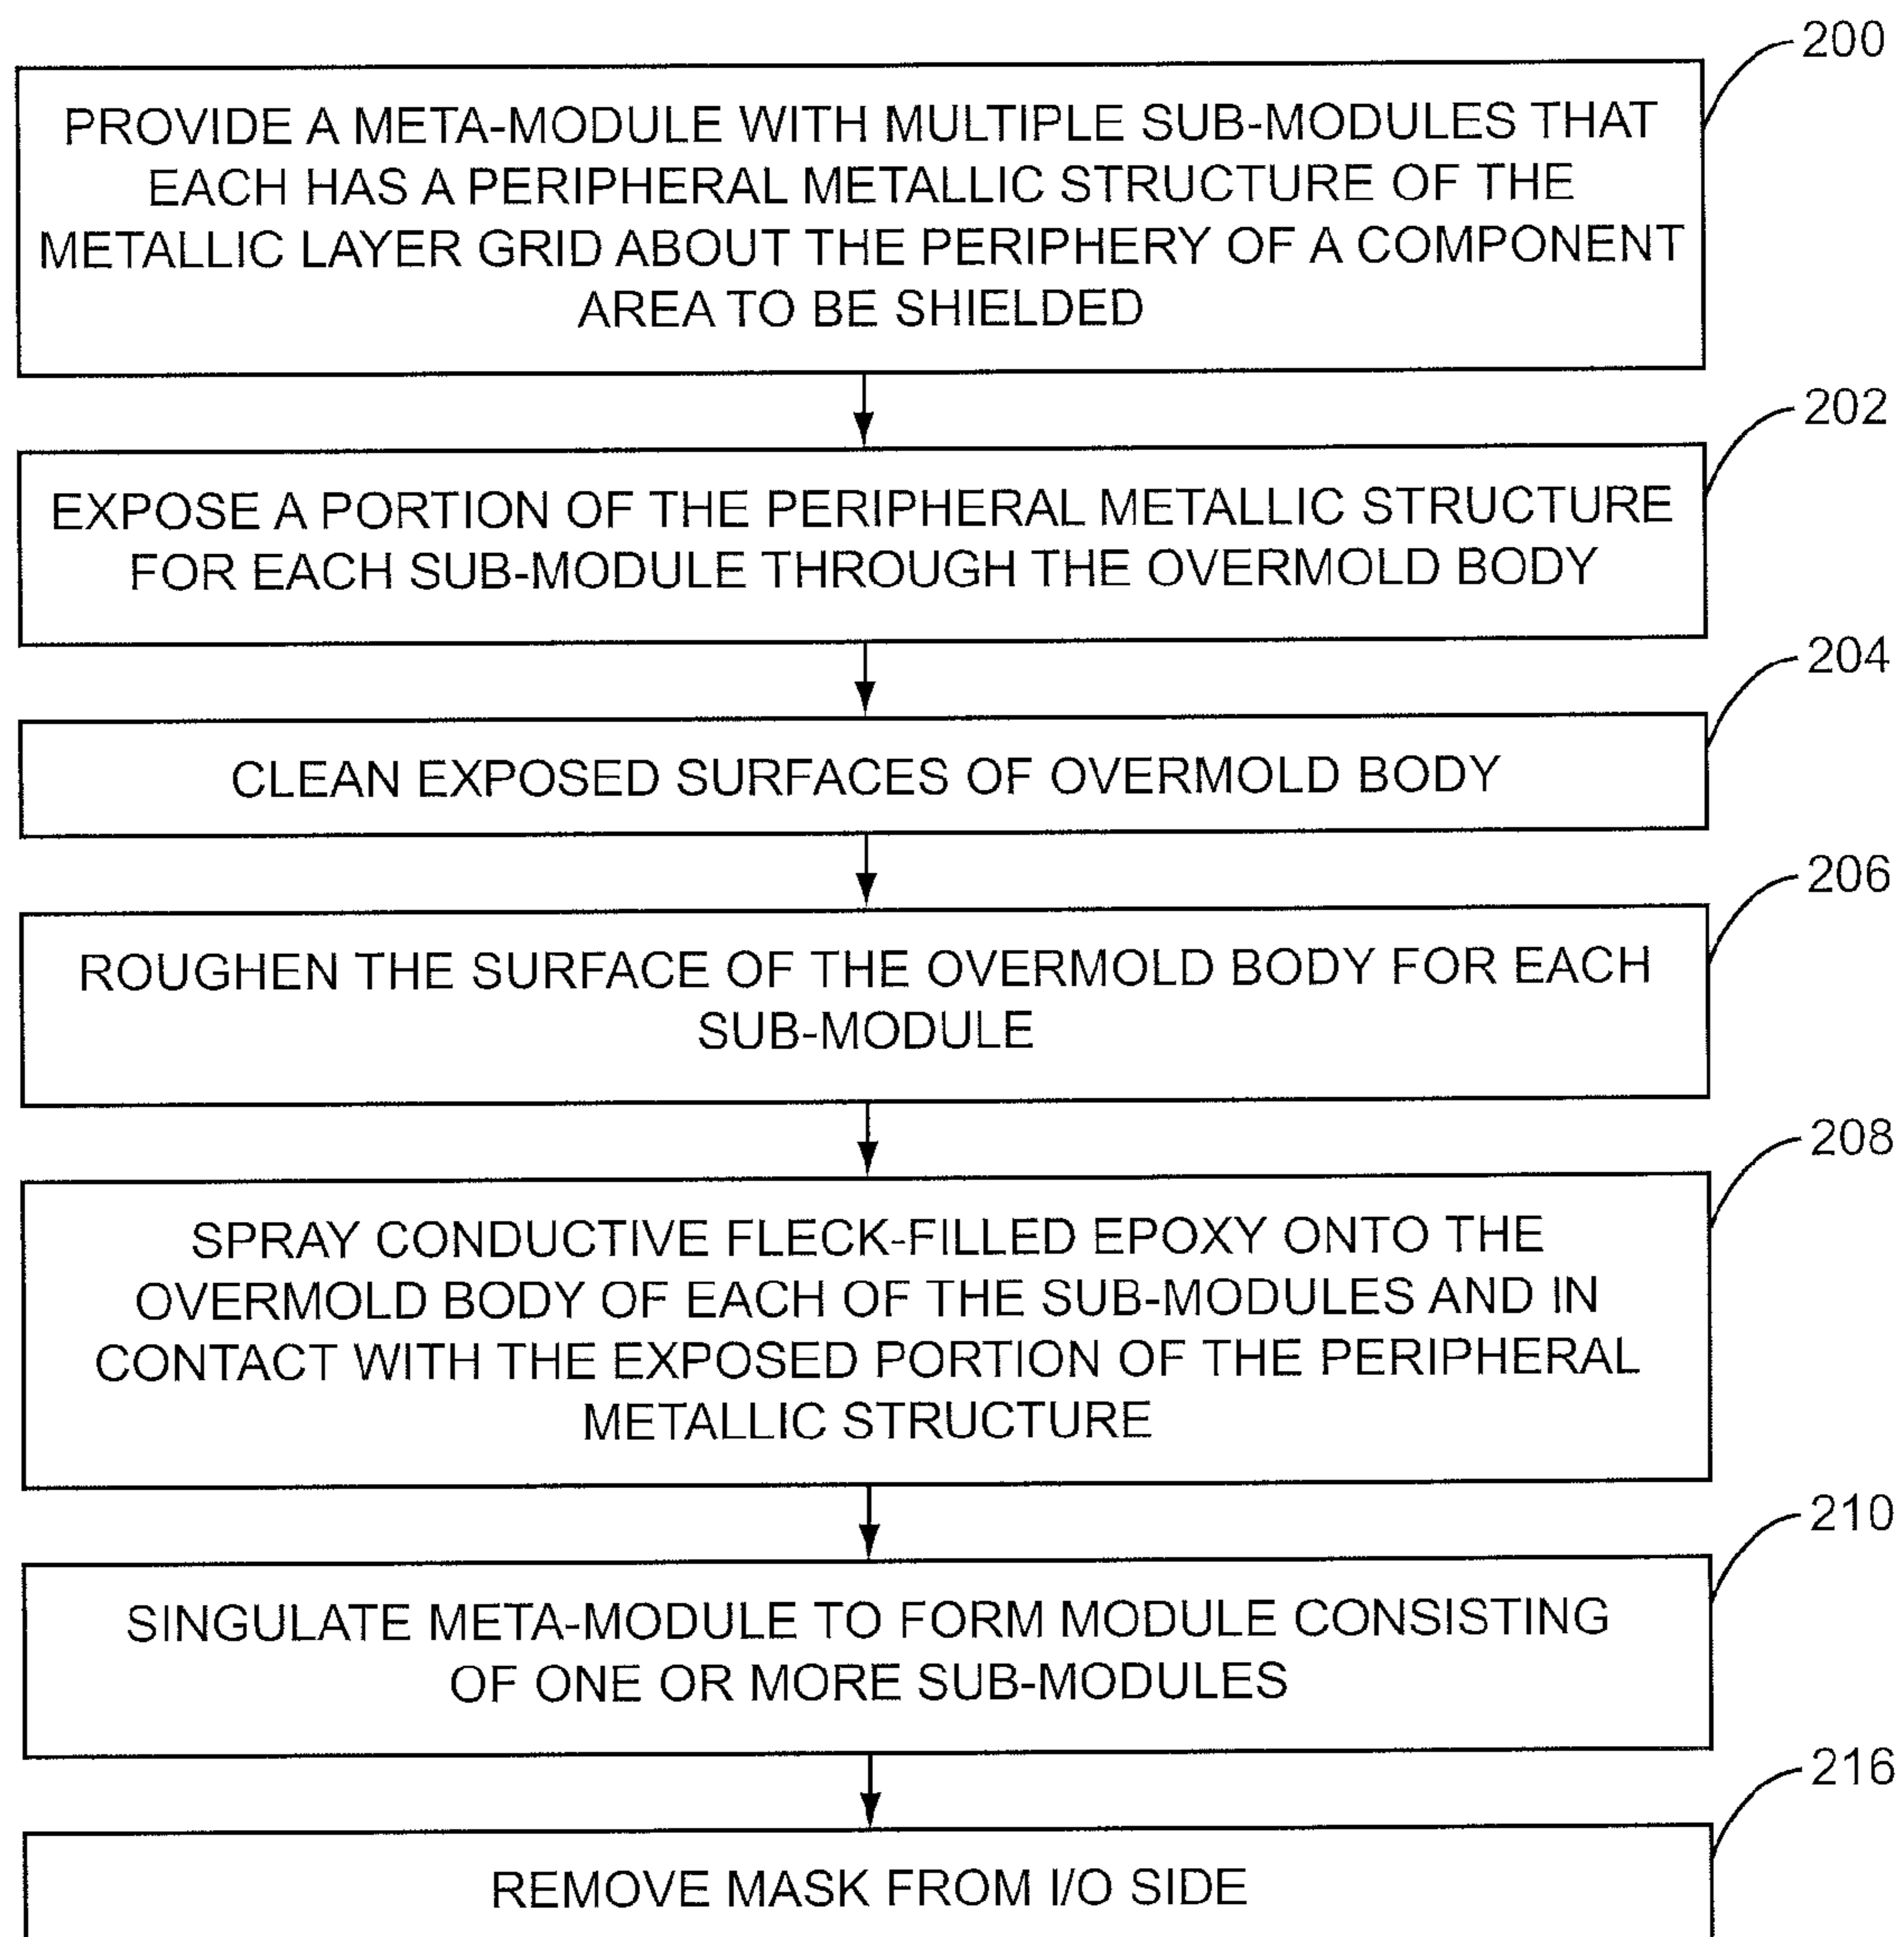 200
PROVIDE A META-MODULE WITH MULTIPLE SUB-MODULES THAT
EACH HAS A PERIPHERAL METALLIC STRUCTURE OF THE
METALLIC LAYER GRID ABOUT THE PERIPHERY OF A COMPONENT
AREA TO BE SHIELDED
202
EXPOSE A PORTION OF THE PERIPHERAL METALLIC STRUCTURE
FOR EACH SUB-MODULE THROUGH THE OVERMOLD BODY
204
CLEAN EXPOSED SURFACES OF OVERMOLD BODY
206
ROUGHEN THE SURFACE OF THE OVERMOLD BODY FOR EACH
SUB-MODULE
208
SPRAY CONDUCTIVE FLECK-FILLED EPOXY ONTO THE
OVERMOLD BODY OF EACH OF THE SUB-MODULES AND IN
CONTACT WITH THE EXPOSED PORTION OF THE PERIPHERAL
METALLIC STRUCTURE
210
SINGULATE META-MODULE TO FORM MODULE CONSISTING
OF ONE OR MORE SUB-MODULES
216
REMOVE MASK FROM I/O SIDE